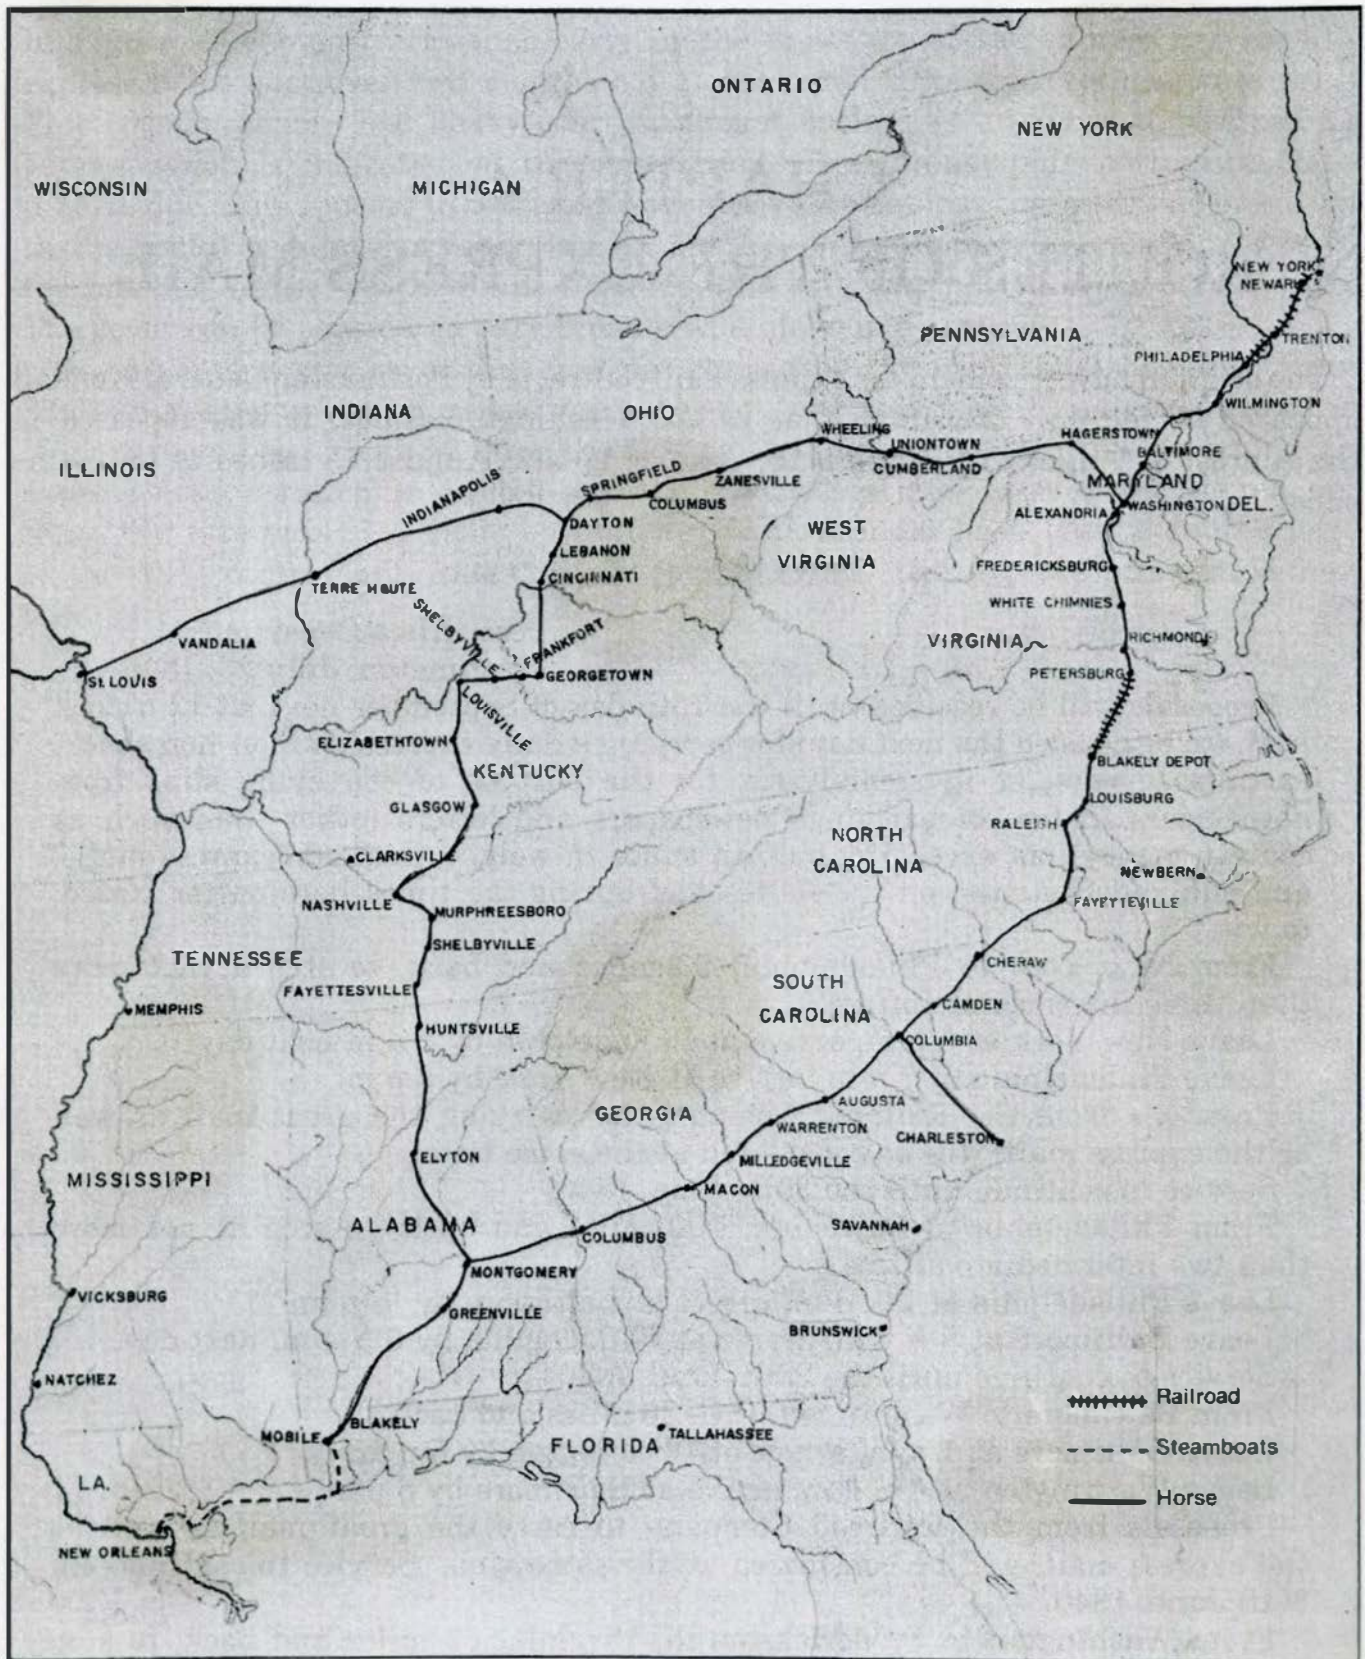 ONTARIO
NEW YORK
WISCONSIN
MICHIGAN
NEW YORK
NEWARK
PENNSYLVANIA
TRENTON
PHILADELPHIA
WILMINGTON
INDIANA
OHIO
WHEELING
HAGERSTOWN
UNIONTOWN
BALTIMORE
ILLINOIS
CUMBERLAND
SPRINGFIELD
ZANESVILLE
MARYLAND
INDIANAPOLIS
COLUMBUS
WASHINGTON
DEL.
ALEXANDRIA
DAYTON
WEST
VIRGINIA
LEBANON
FREDERICKSBURG
CINCINNATI
TERRE HOUTE
WHITE CHIMNIES
SHELBYVILLE
FRANKFORT
VANDALIA
VIRGINIA
RICHMOND
ST. LOUIS
GEORGETOWN
PETERSBURG
LOUISVILLE
ELIZABETHTOWN
BLAKELY DEPOT
KENTUCKY
LOUISBURG
GLASGOW
RALEIGH
NORTH
CAROLINA
CLARKSVILLE
NEWBERN
NASHVILLE
FAYETTEVILLE
MURPHREESBORO
SHELBYVILLE
TENNESSEE
CHERAW
FAYETTESVILLE
SOUTH
CAROLINA
MEMPHIS
CAMDEN
HUNTSVILLE
COLUMBIA
AUGUSTA
GEORGIA
WARRENTON
CHARLESTON
ELYTON
MILLEDGEVILLE
MISSISSIPPI
MACON
ALABAMA
SAVANNAH
COLUMBUS
MONTGOMERY
VICKSBURG
GREENVILLE
BRUNSWICK
NATCHEZ
Railroad
BLAKELY
MOBILE
TALLAHASSEE
FLORIDA
Steamboats
LA.
Horse
NEW ORLEANS